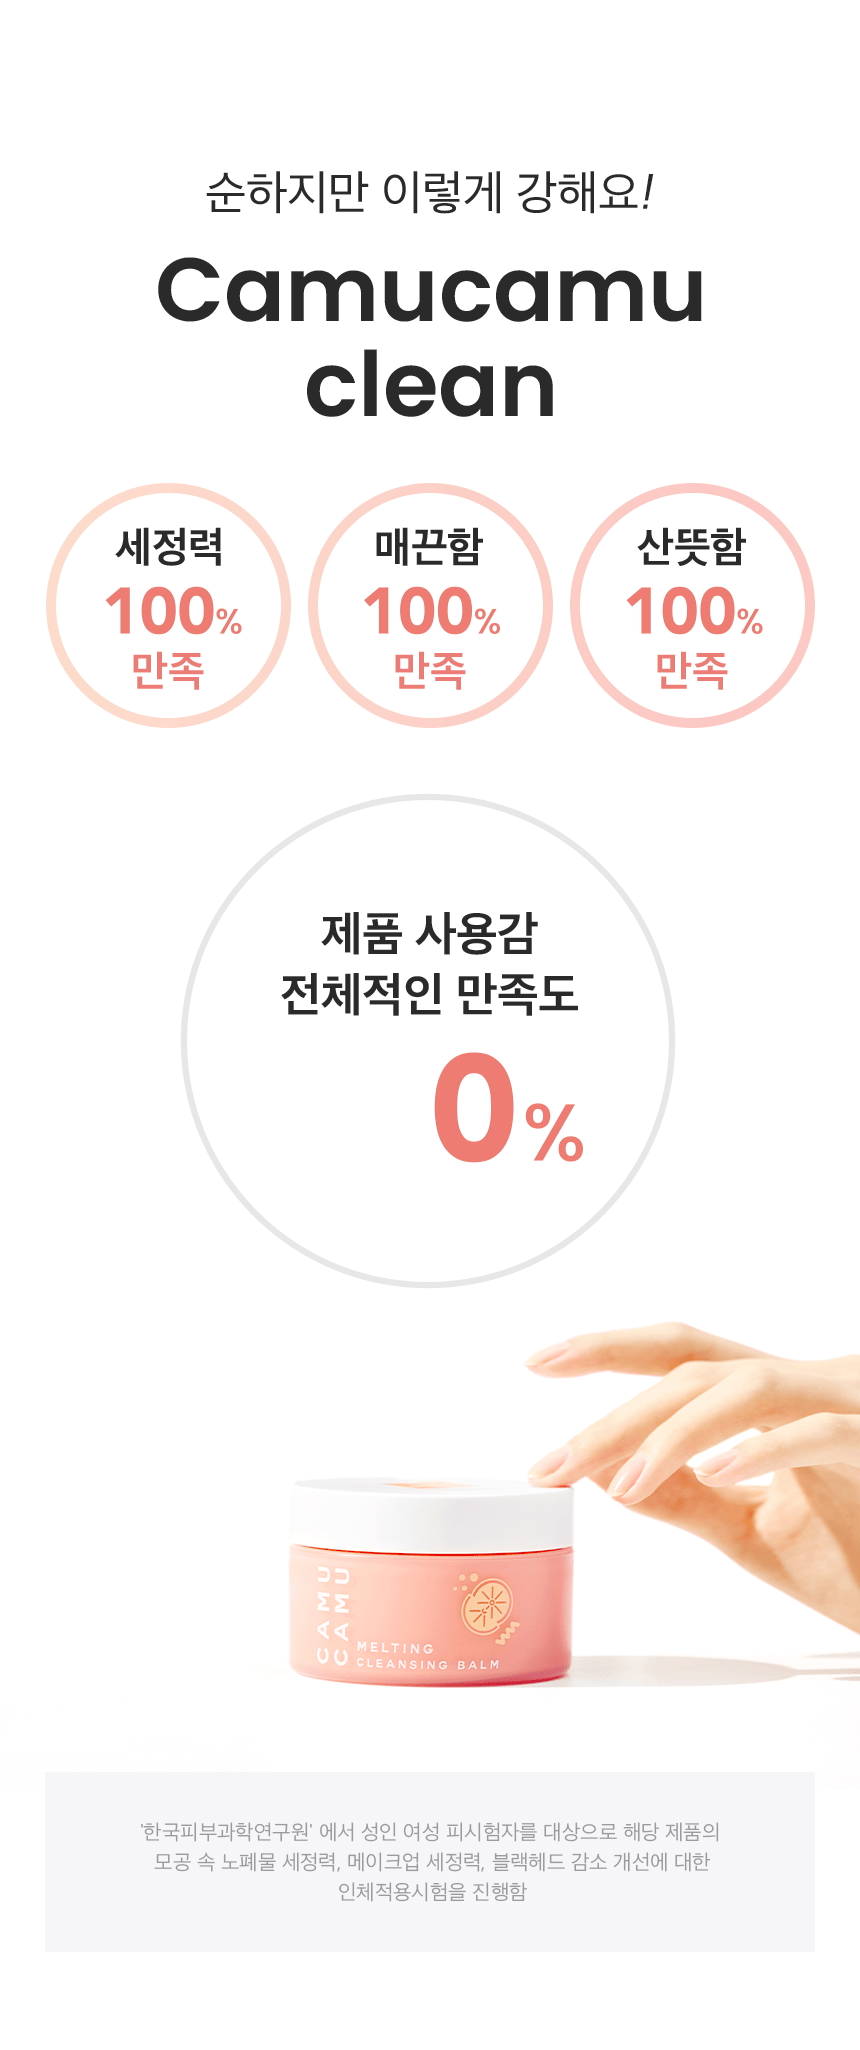 순하지만 이렇게 강해요!
Camucamu
clean
세정력
100%
만족
매끈함
100%
만족
산뜻함
100%
만족
제품 사용감
전체적인 만족도
0%
CAMU
CAMU
MELTING
CLEANSING BALM
'한국피부과학연구원' 에서 성인 여성 피시험자를 대상으로 해당 제품의
모공 속 노폐물 세정력, 메이크업 세정력, 블랙헤드 감소 개선에 대한
인체적용시험을 진행함